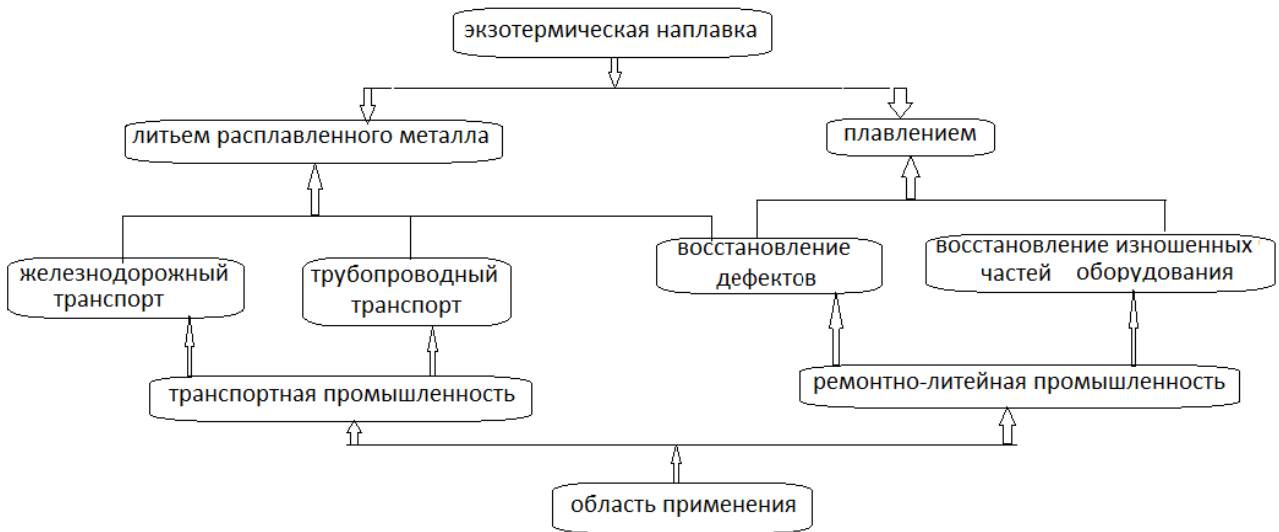 экзотермическая наплавка
литьем расплавленного металла
плавлением
железнодорожный
транспорт
трубопроводный
транспорт
восстановление
дефектов
восстановление изношенных
частей оборудования
транспортная промышленность
ремонтно-литейная промышленность
область применения